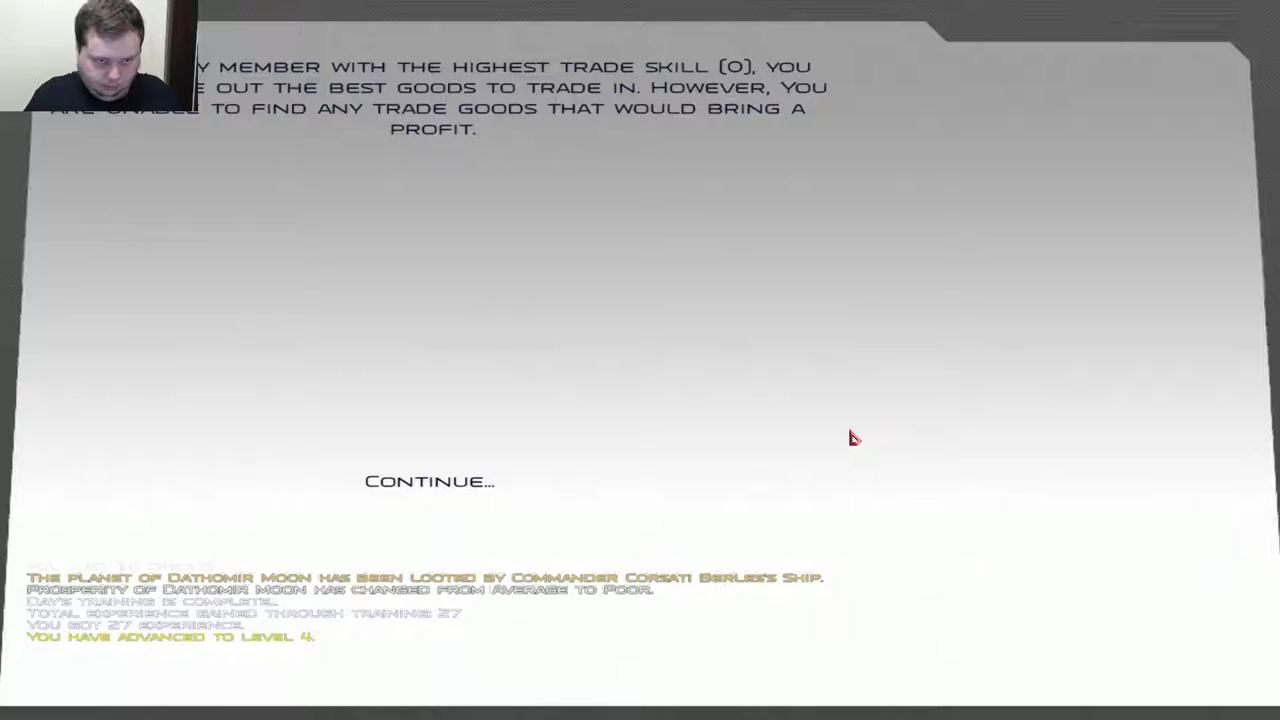 Y MEMBER WITH THE HIGHEST TRADE SKILL (0), YOU
E OUT THE BEST GOODS TO TRADE IN. HOWEVER, YOU
ARE UNABLE TO FIND ANY TRADE GOODS THAT WOULD BRING A
PROFIT.
CONTINUE...
THE PLANET OF DATHOMIR MOON HAS BEEN LOOTED BY COMMANDER CORSATI BERLESS'S SHIP.
PROSPERITY OF DATHOMIR MOON HAS CHANGED FROM AVERAGE TO POOR.
DAY'S TRAINING IS COMPLETE...
TOTAL EXPERIENCE GAINED THROUGH TRAINING: 27
YOU GOT 27 EXPERIENCE.
YOU HAVE ADVANCED TO LEVEL 4.